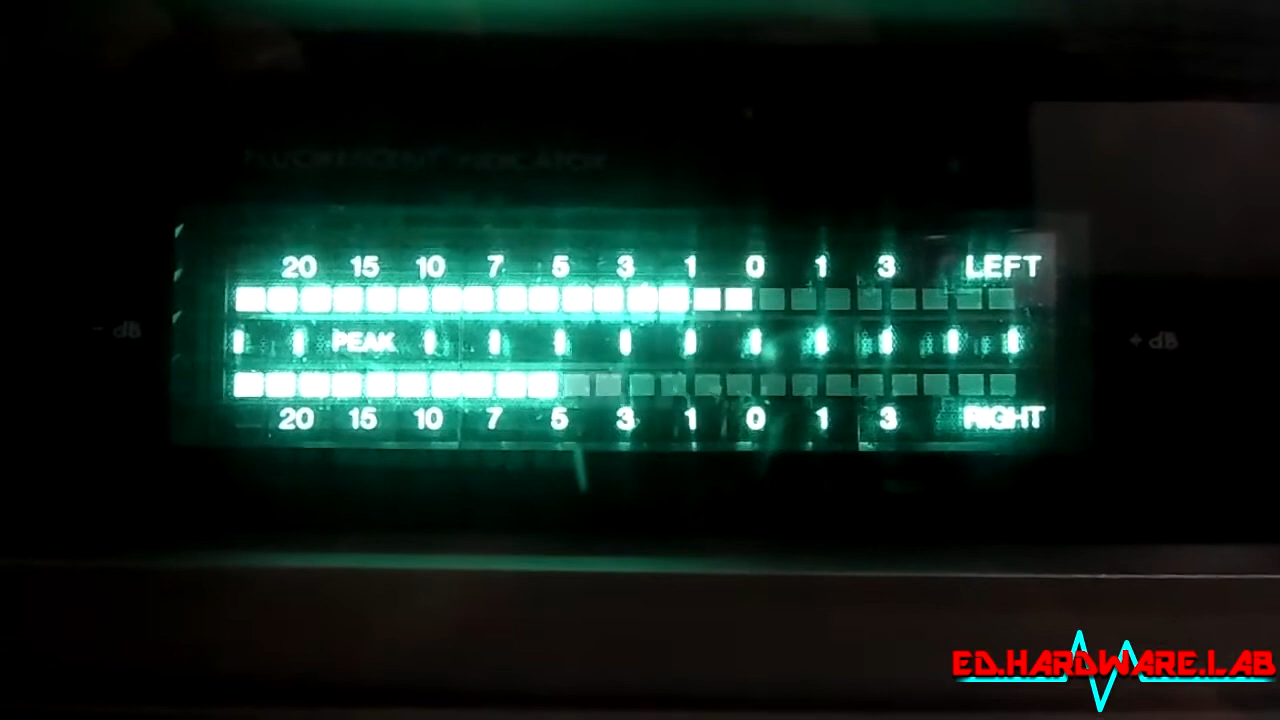 FLUORESCENT INDICATOR
20 15 10 7 5 3 1 0 1 3 LEFT
- dB PEAK + dB
20 15 10 7 5 3 1 0 1 3 RIGHT
ED.HARDWARE.LAB